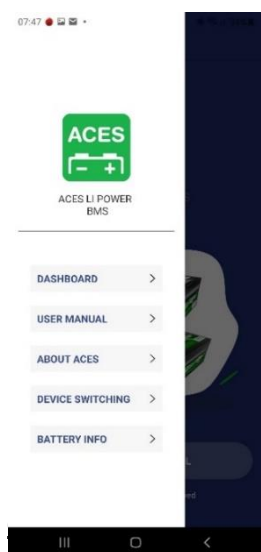 07:47
ACES
- +
ACES LI POWER
BMS
DASHBOARD >
USER MANUAL >
ABOUT ACES >
DEVICE SWITCHING >
BATTERY INFO >